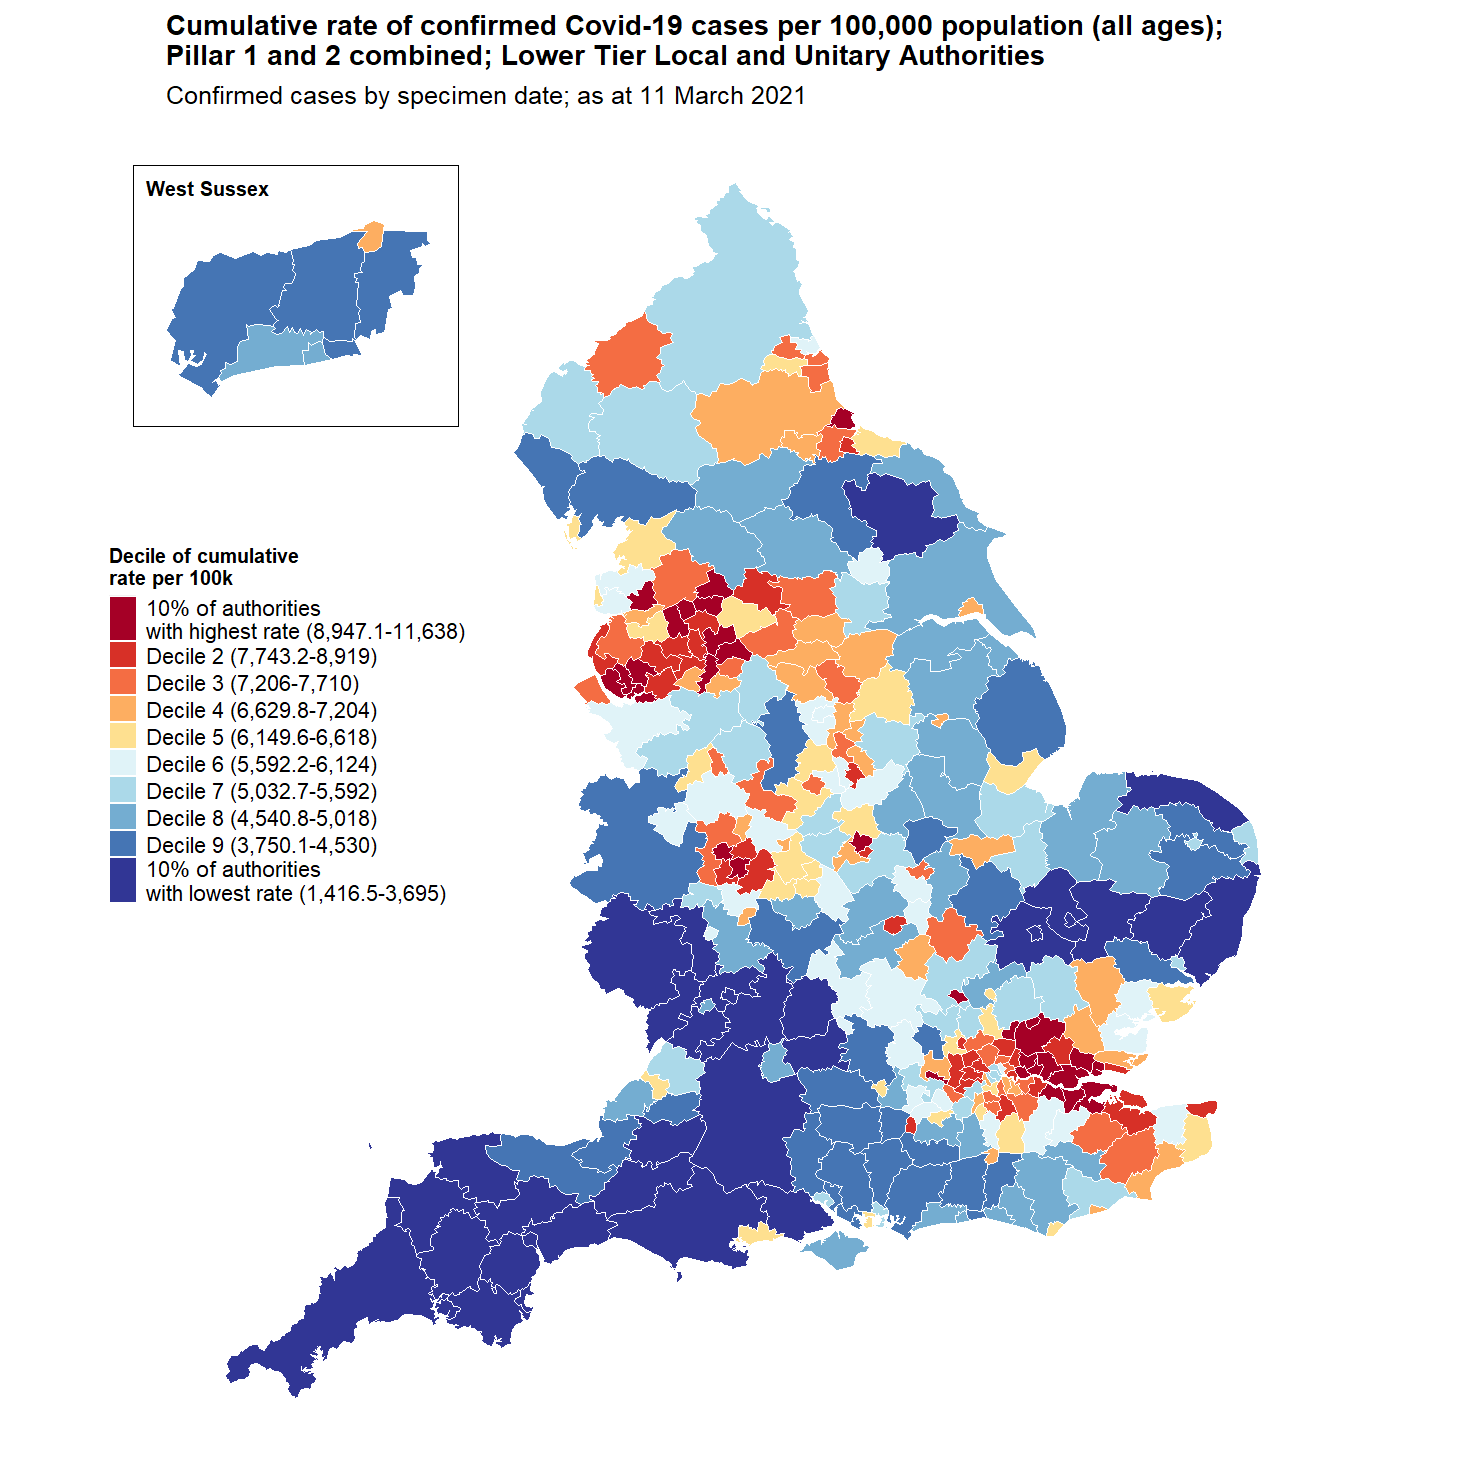 Cumulative rate of confirmed Covid-19 cases per 100,000 population (all ages);
Pillar 1 and 2 combined; Lower Tier Local and Unitary Authorities
Confirmed cases by specimen date; as at 11 March 2021
West Sussex
Decile of cumulative
rate per 100k
10% of authorities
with highest rate (8,947.1-11,638)
Decile 2 (7,743.2-8,919)
Decile 3 (7,206-7,710)
Decile 4 (6,629.8-7,204)
Decile 5 (6,149.6-6,618)
Decile 6 (5,592.2-6,124)
Decile 7 (5,032.7-5,592)
Decile 8 (4,540.8-5,018)
Decile 9 (3,750.1-4,530)
10% of authorities
with lowest rate (1,416.5-3,695)